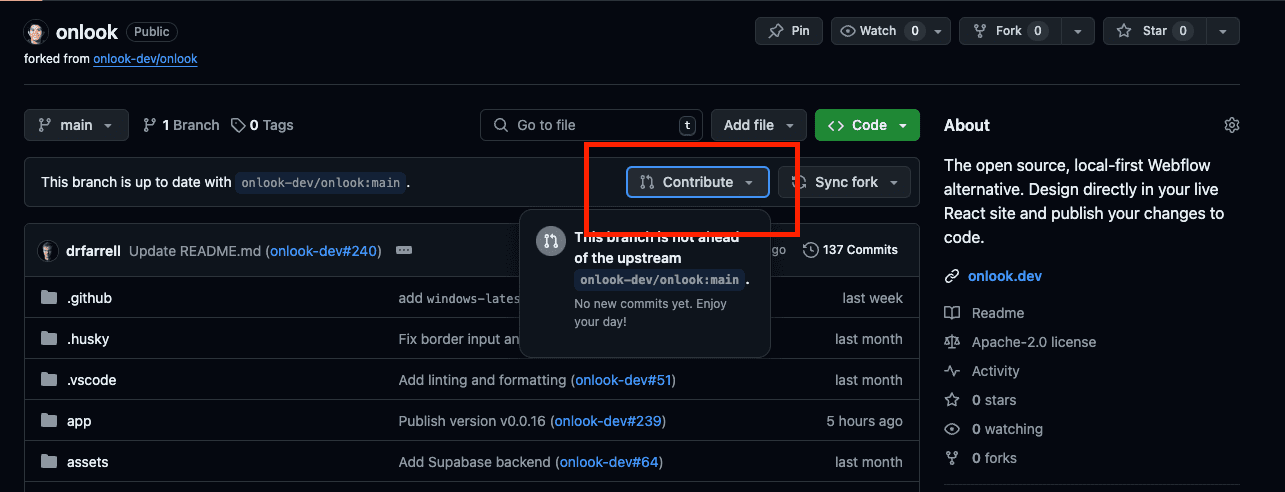 onlook Public
Pin Watch 0 Fork 0 Star 0
forked from onlook-dev/onlook
main 1 Branch 0 Tags
Go to file t Add file Code
This branch is up to date with onlook-dev/onlook:main.
Contribute Sync fork
This branch is not ahead
of the upstream
onlook-dev/onlook:main.
No new commits yet. Enjoy
your day!
drfarrell Update README.md (onlook-dev#240) go 137 Commits
.github add windows-lates last week
.husky Fix border input an last month
.vscode Add linting and formatting (onlook-dev#51) last month
app Publish version v0.0.16 (onlook-dev#239) 5 hours ago
assets Add Supabase backend (onlook-dev#64) last month
About
The open source, local-first Webflow
alternative. Design directly in your live
React site and publish your changes to
code.
onlook.dev
Readme
Apache-2.0 license
Activity
0 stars
0 watching
0 forks